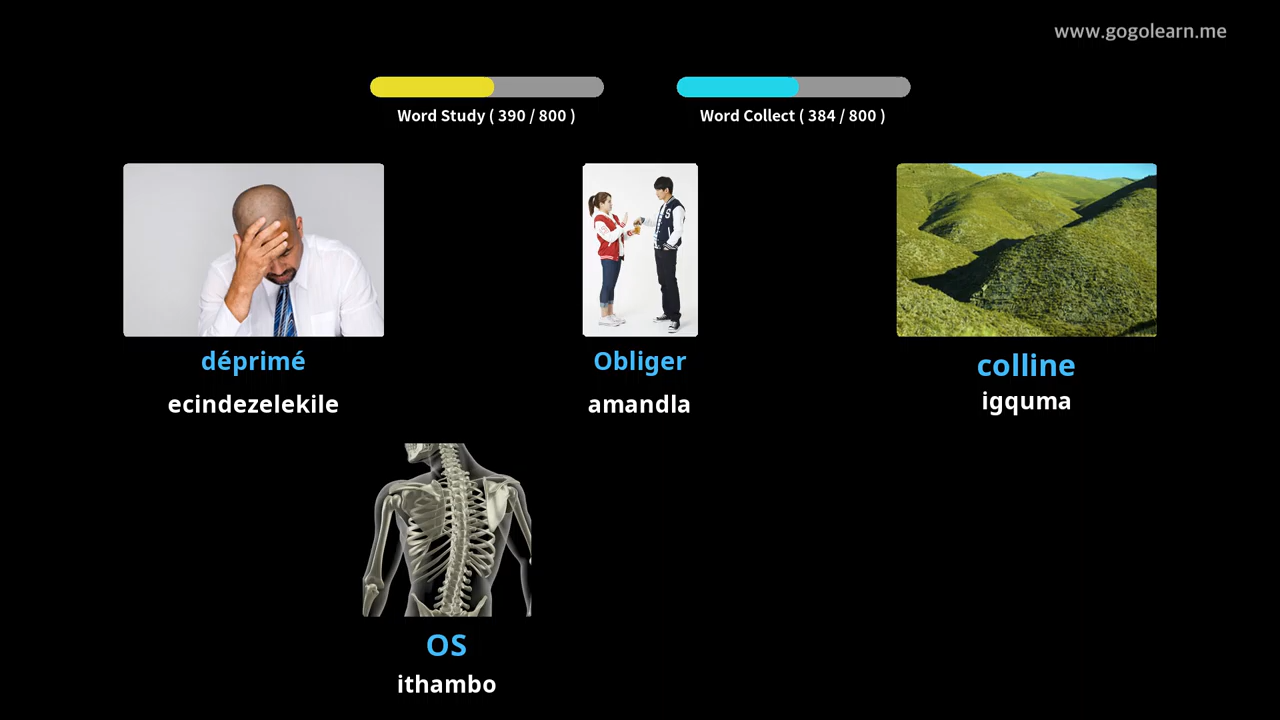 www.gogolearn.me
Word Study ( 390 / 800 )
Word Collect ( 384 / 800 )
déprimé
ecindezelekile
Obliger
amandla
colline
igquma
OS
ithambo